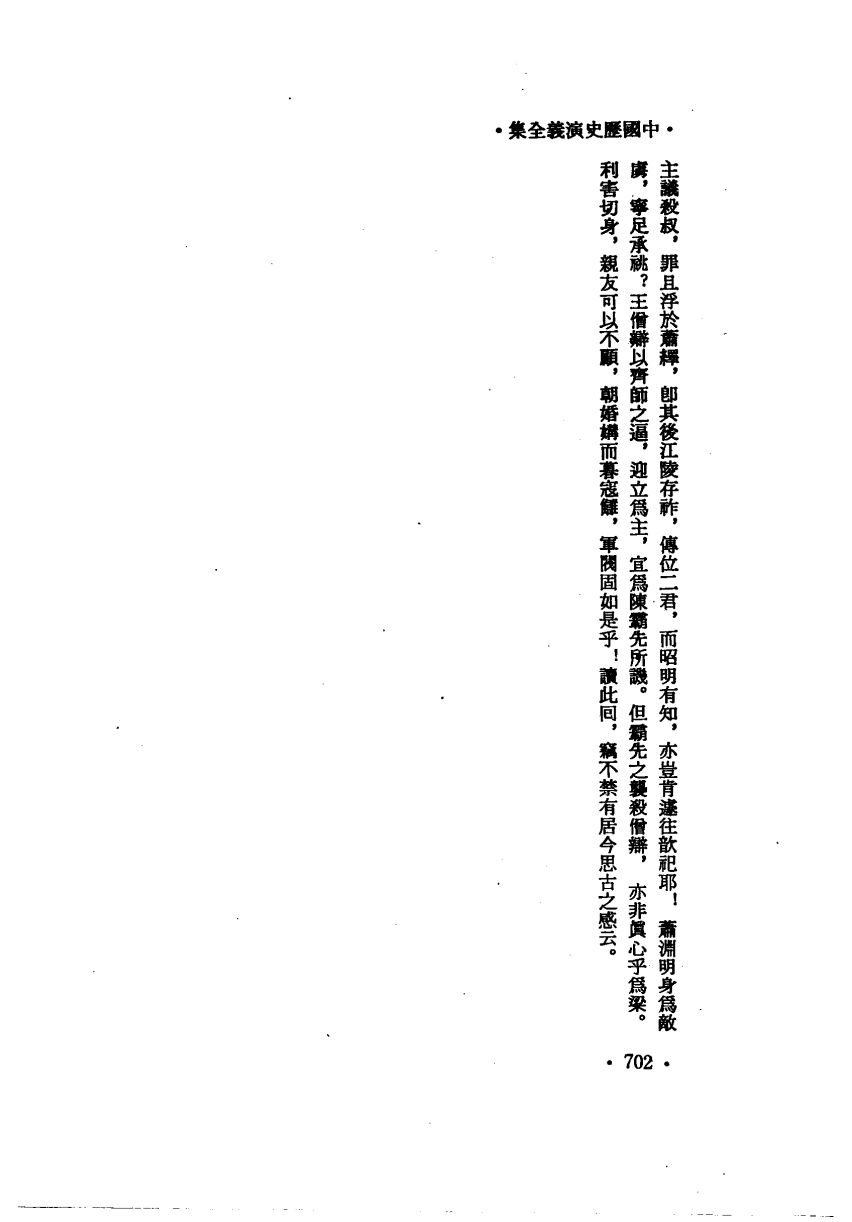 ·中國歷史演義全集·
主議殺叔，罪且浮於蕭繹，卽其後江陵存祚，傳位二君，而昭明有知，亦豈肯遽往歆祀耶！蕭淵明身爲敵
虜，寧足承祧？王僧辯以齊師之逼，迎立爲主，宜爲陳霸先所譏。但霸先之襲殺僧辯，亦非眞心乎爲梁。
利害切身，親友可以不顧，朝婚媾而暮寇讎，軍閥固如是乎！讀此回，竊不禁有居今思古之感云。
·702·